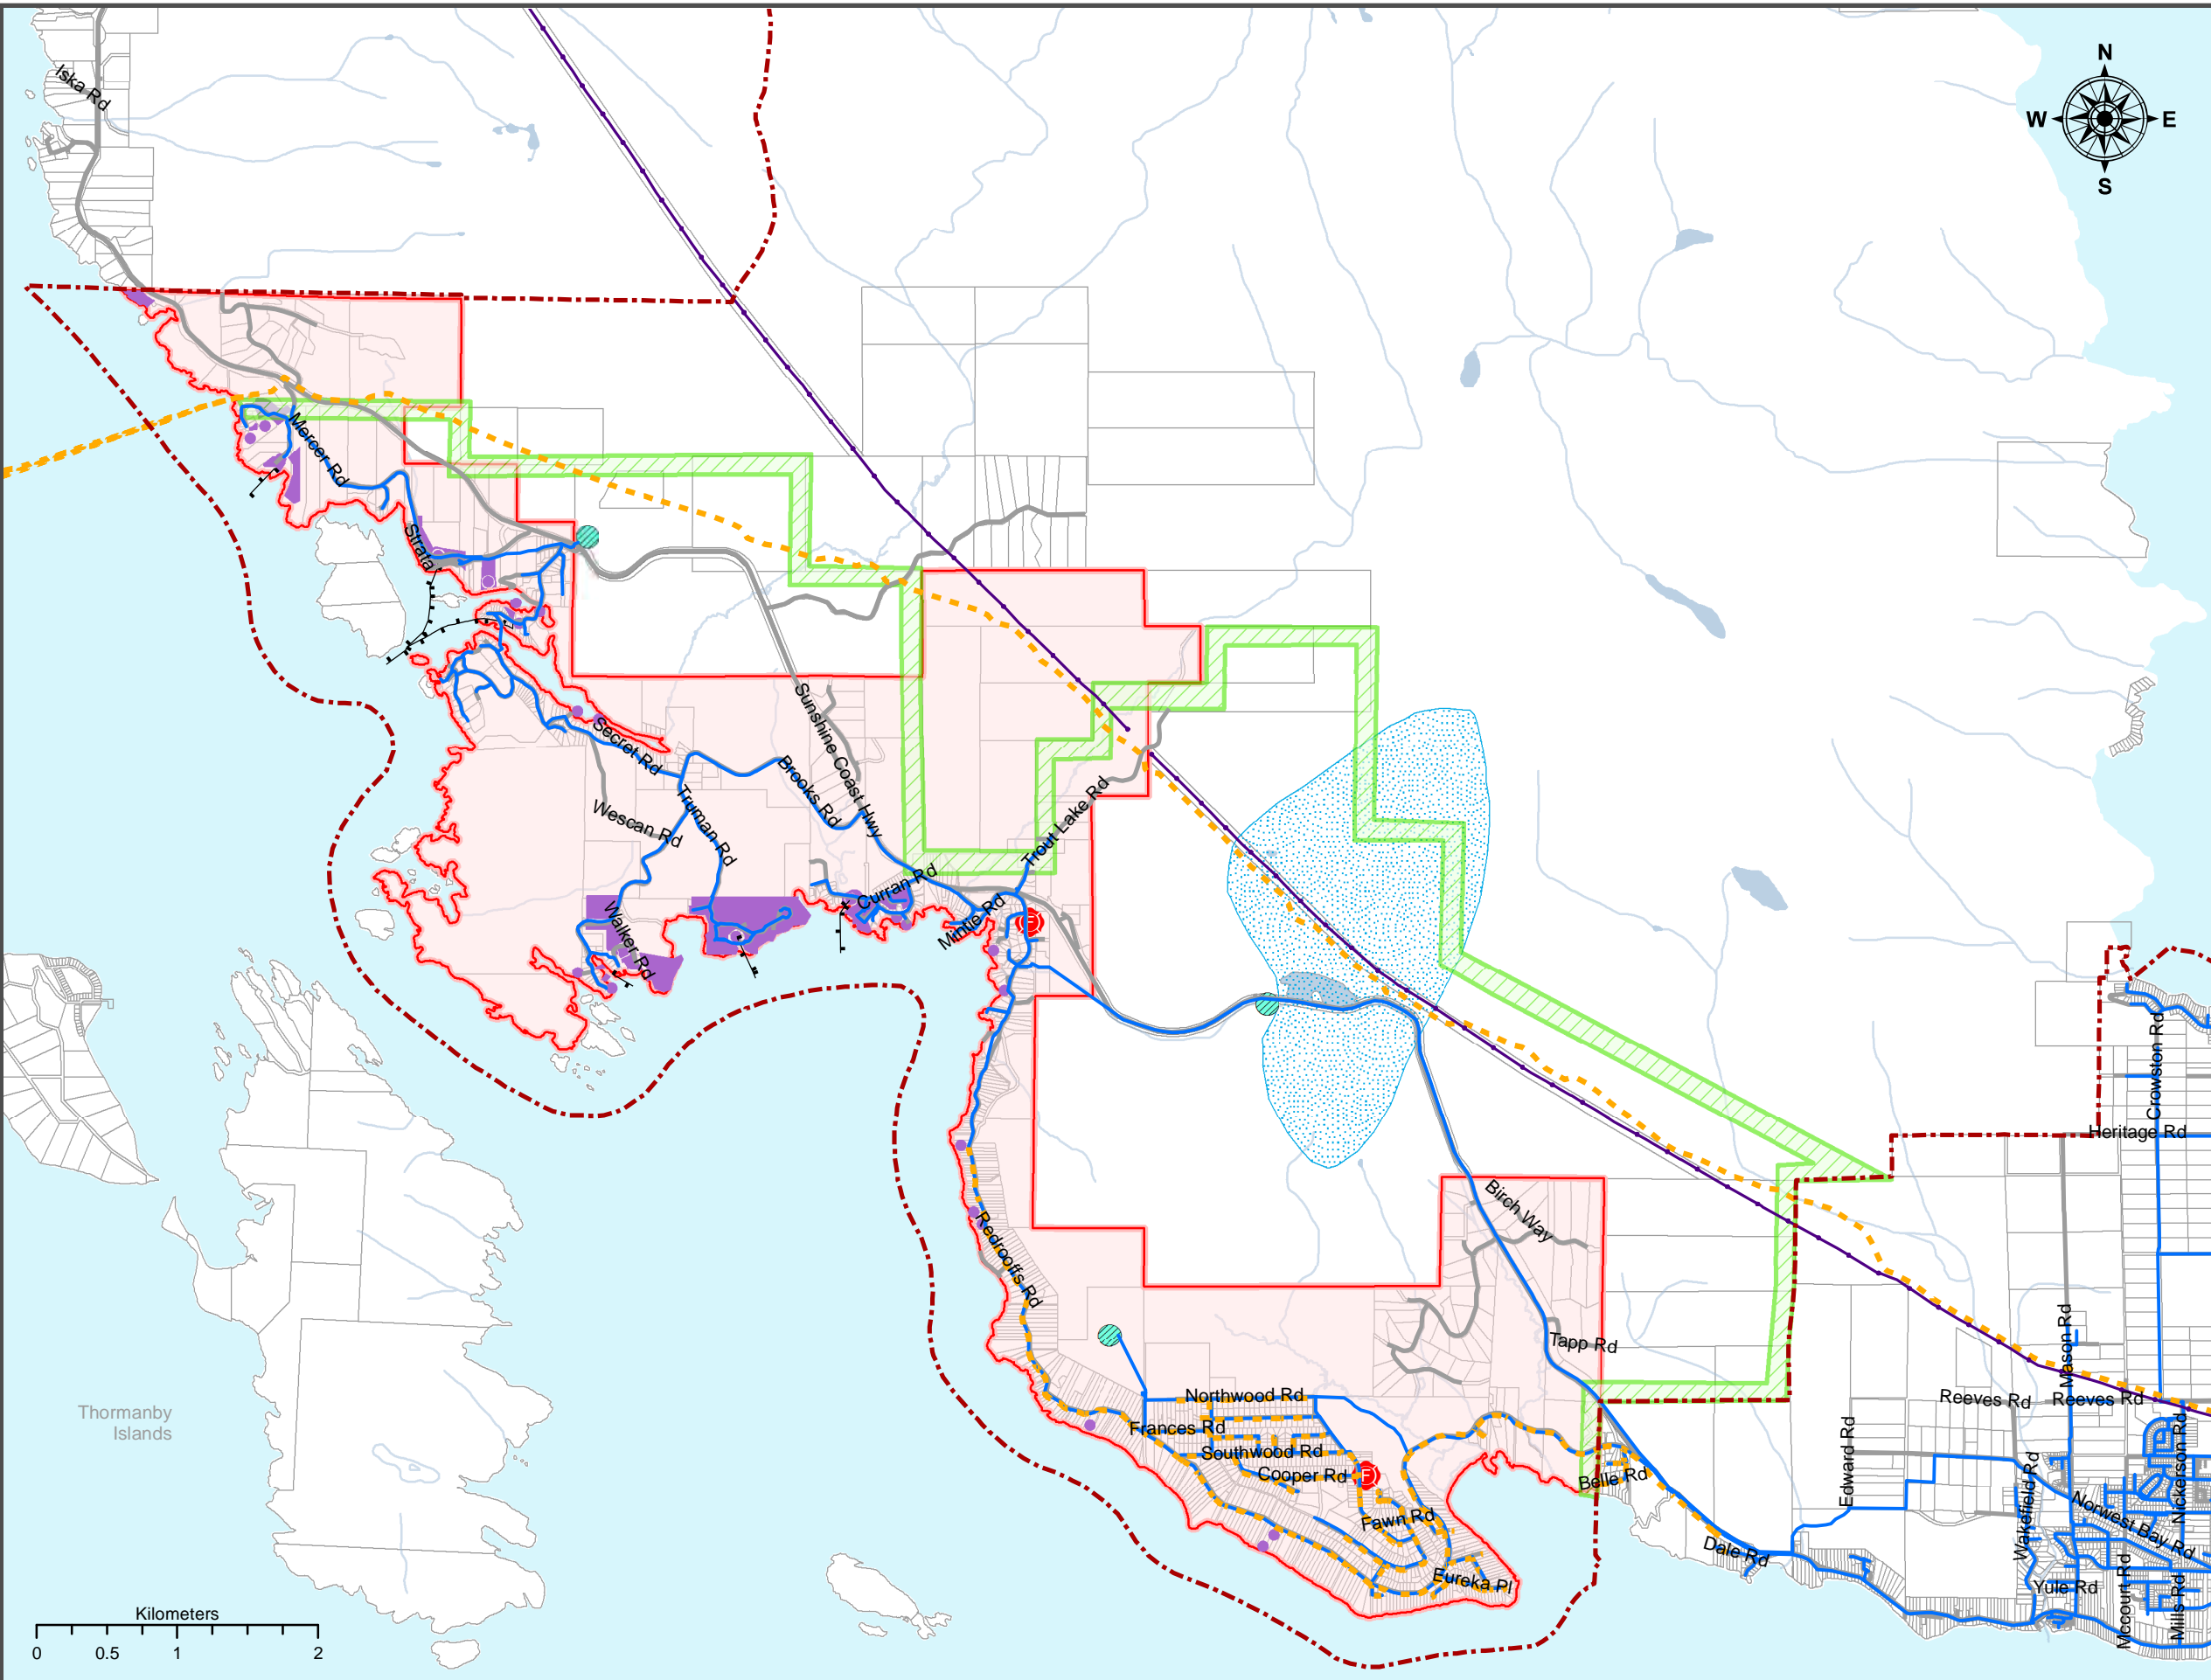 N
W
E
S
Iska Rd
Mercer Rd
Strata
Secret Rd
Sunshine Coast Hwy
Brooks Rd
Truman Rd
Wescan Rd
Trout Lake Rd
Curran Rd
Walker Rd
Mintie Rd
Crowston Rd
Heritage Rd
Birch Way
Redrooffs Rd
Tapp Rd
Mason Rd
Thormanby
Islands
Northwood Rd
Reeves Rd
Reeves Rd
Frances Rd
Southwood Rd
Cooper Rd
F
Belle Rd
Edward Rd
Nickerson Rd
Wakefield Rd
Norwest Bay Rd
Fawn Rd
Dale Rd
Eureka Pl
Yule Rd
Mccourt Rd
Mills Rd
Kilometers
0
0.5
1
2